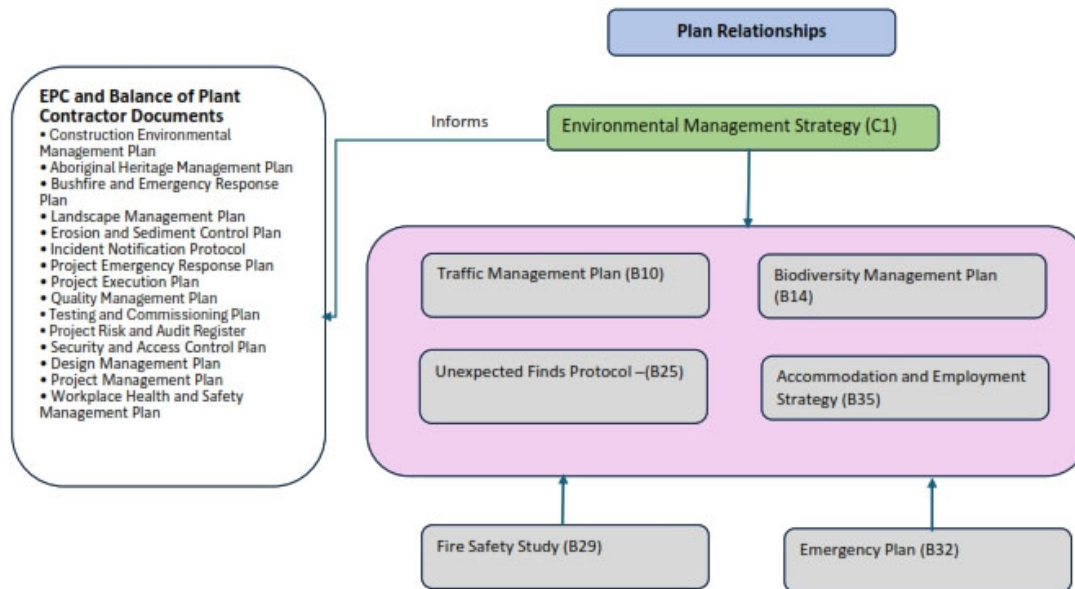 Plan Relationships
EPC and Balance of Plant
Contractor Documents
• Construction Environmental
Management Plan
• Aboriginal Heritage Management Plan
• Bushfire and Emergency Response
Plan
• Landscape Management Plan
• Erosion and Sediment Control Plan
• Incident Notification Protocol
• Project Emergency Response Plan
• Project Execution Plan
• Quality Management Plan
• Testing and Commissioning Plan
• Project Risk and Audit Register
• Security and Access Control Plan
• Design Management Plan
• Project Management Plan
• Workplace Health and Safety
Management Plan
Informs
Environmental Management Strategy (C1)
Traffic Management Plan (B10)
Biodiversity Management Plan
(B14)
Unexpected Finds Protocol –(B25)
Accommodation and Employment
Strategy (B35)
Fire Safety Study (B29)
Emergency Plan (B32)